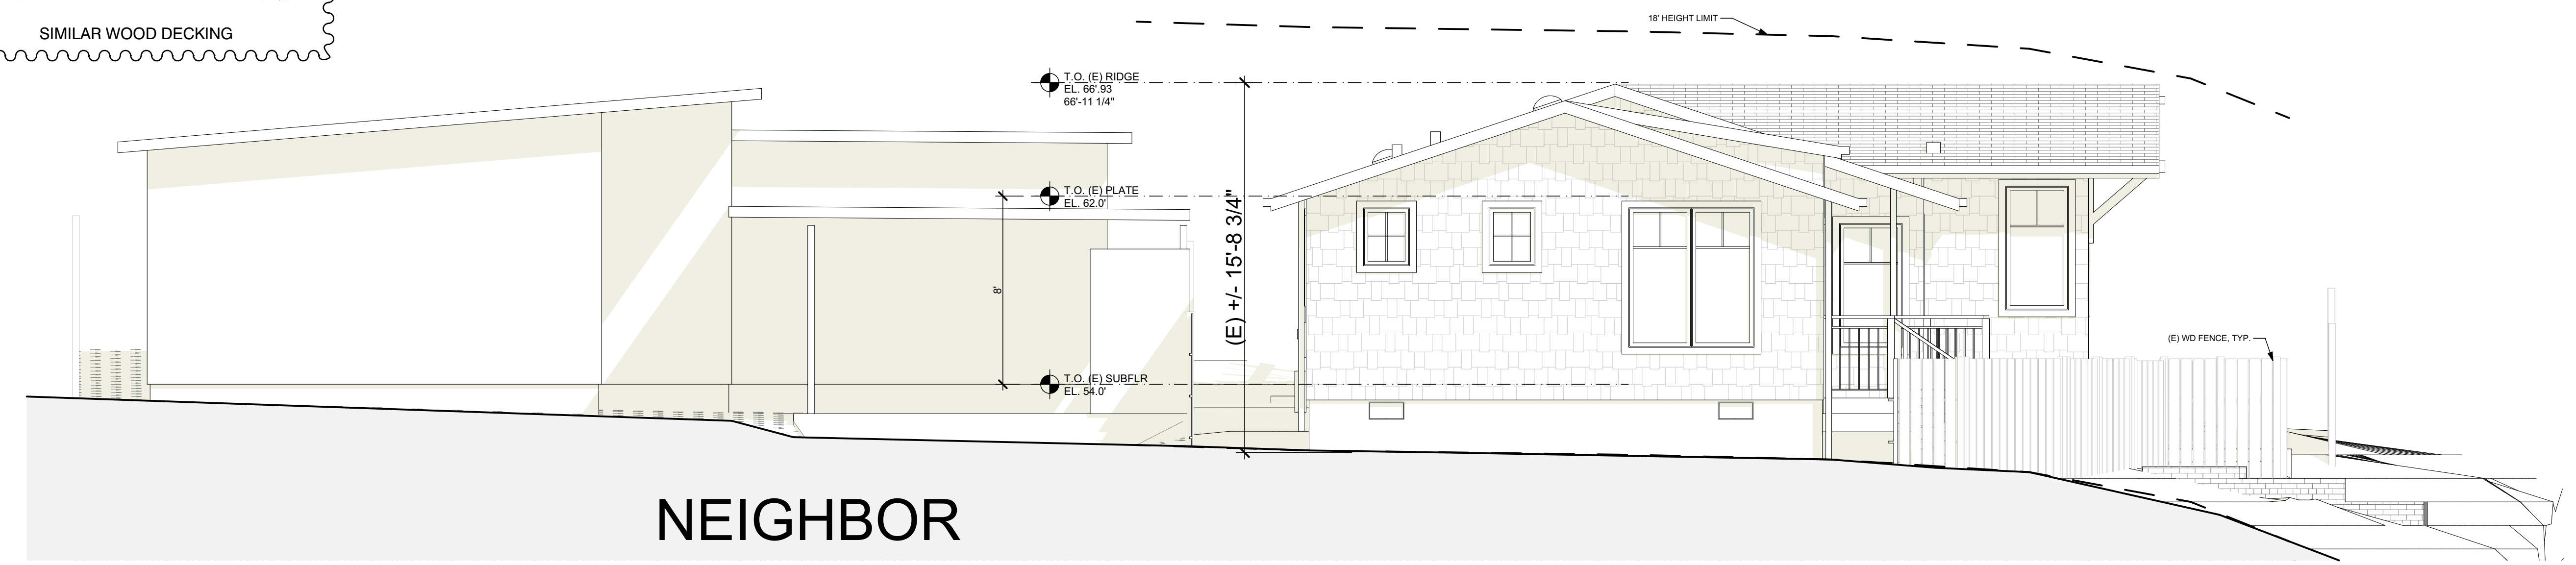 SIMILAR WOOD DECKING
18' HEIGHT LIMIT
T.O. (E) RIDGE
EL. 66'.93
66'-11 1/4"
T.O. (E) PLATE
EL. 62.0'
8'
(E) +/- 15'-8 3/4"
T.O. (E) SUBFLR
EL. 54.0'
(E) WD FENCE, TYP.
NEIGHBOR